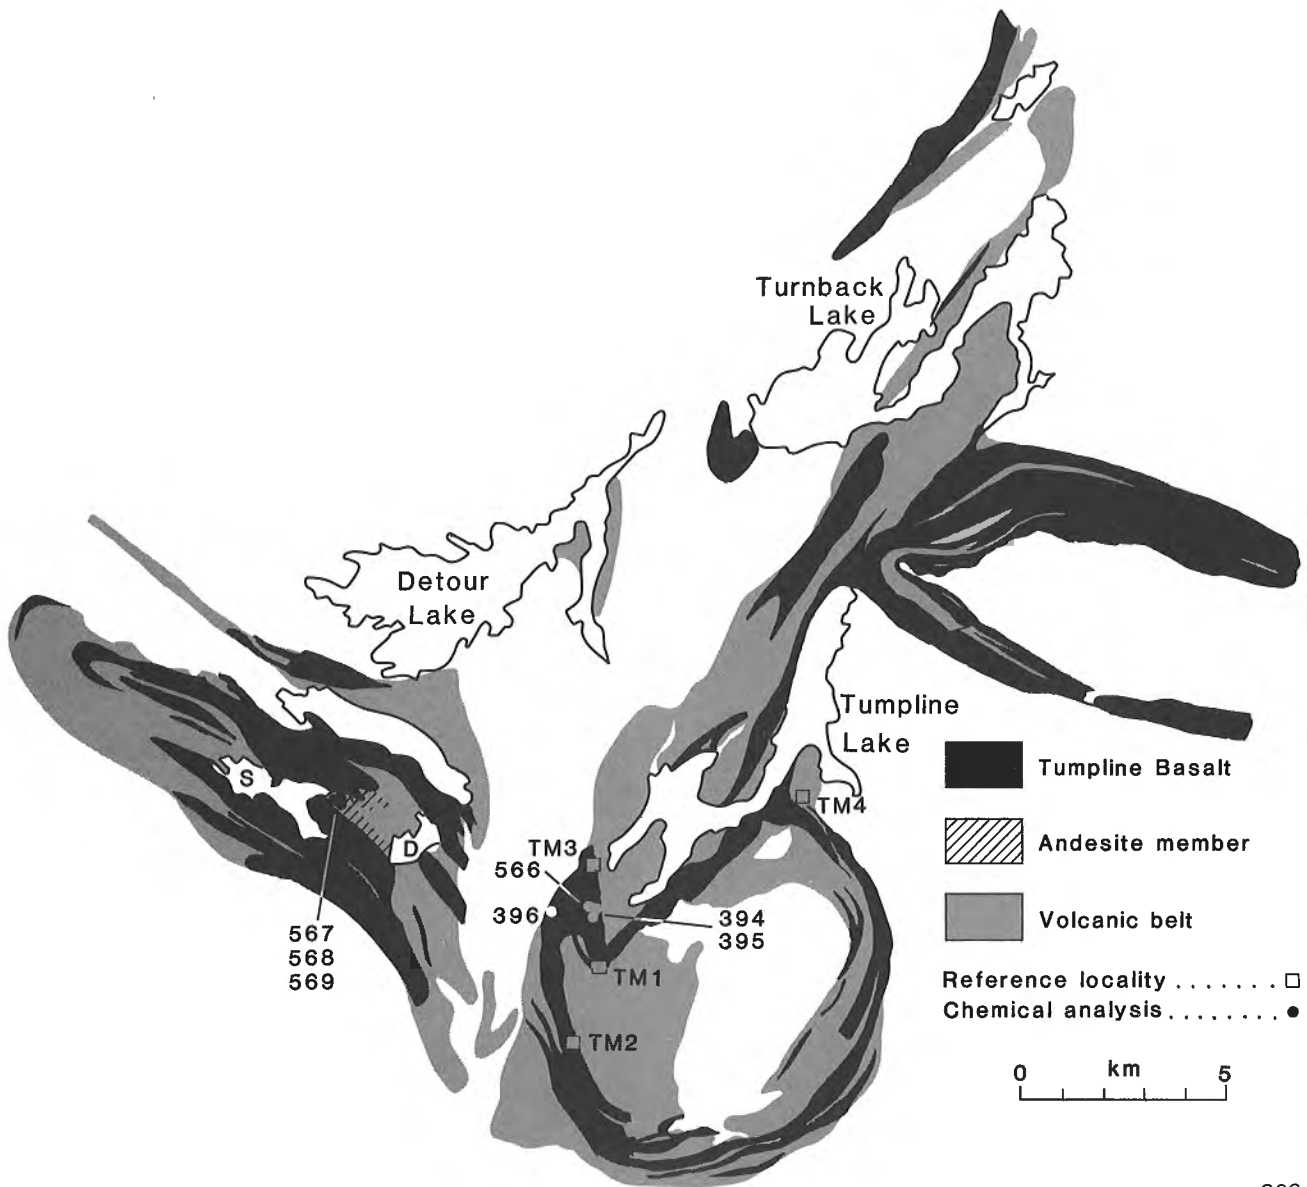 Turnback
Lake
Detour
Lake
Tumpline
Lake
S
D
TM4
TM3
566
396
394
395
567
568
569
TM1
TM2
Tumpline Basalt
Andesite member
Volcanic belt
Reference locality . . . . . . .
Chemical analysis . . . . . . . .
0 km 5